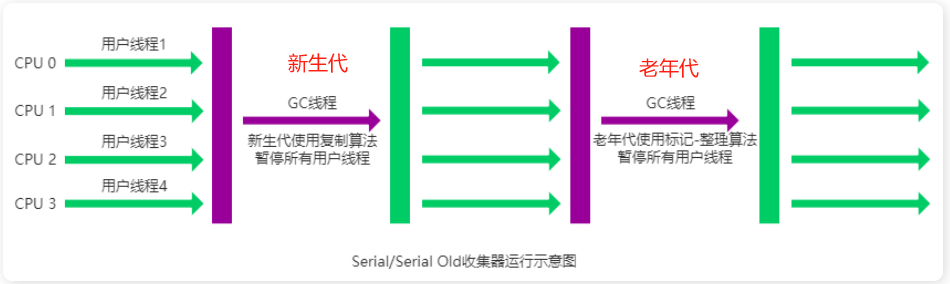 用户线程1
CPU 0
用户线程2
CPU 1
用户线程3
CPU 2
用户线程4
CPU 3
新生代
GC线程
新生代使用复制算法
暂停所有用户线程
老年代
GC线程
老年代使用标记-整理算法
暂停所有用户线程
Serial/Serial Old收集器运行示意图